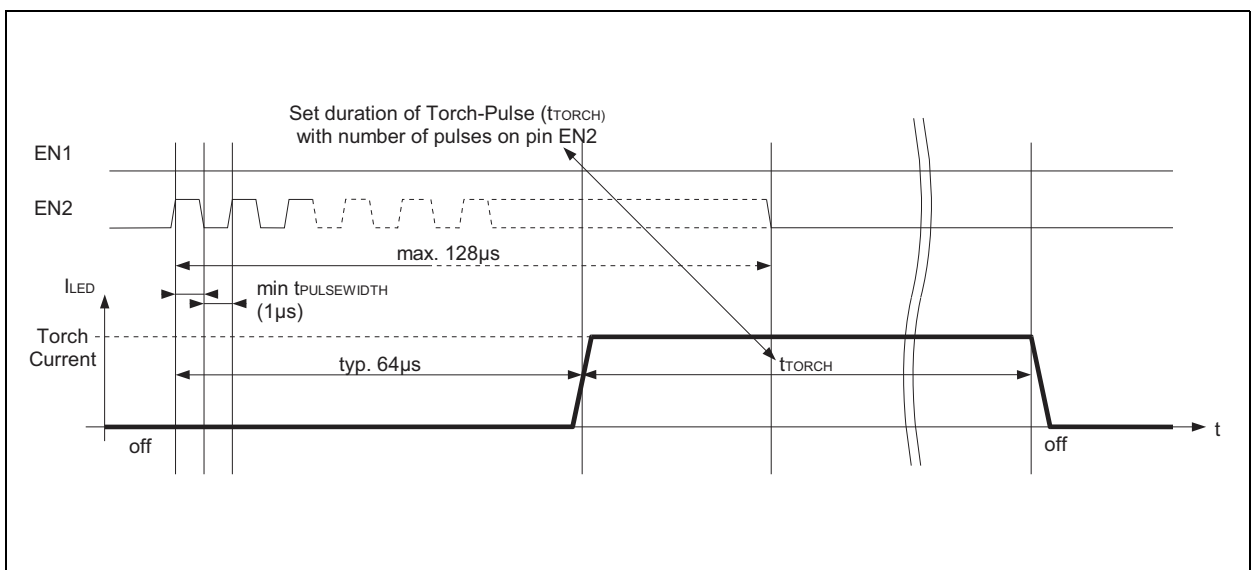 Set duration of Torch-Pulse (tTORCH)
with number of pulses on pin EN2
EN1
EN2
max. 128µs
ILED
min tPULSEWIDTH
(1µs)
Torch
Current
typ. 64µs
tTORCH
off
off
t